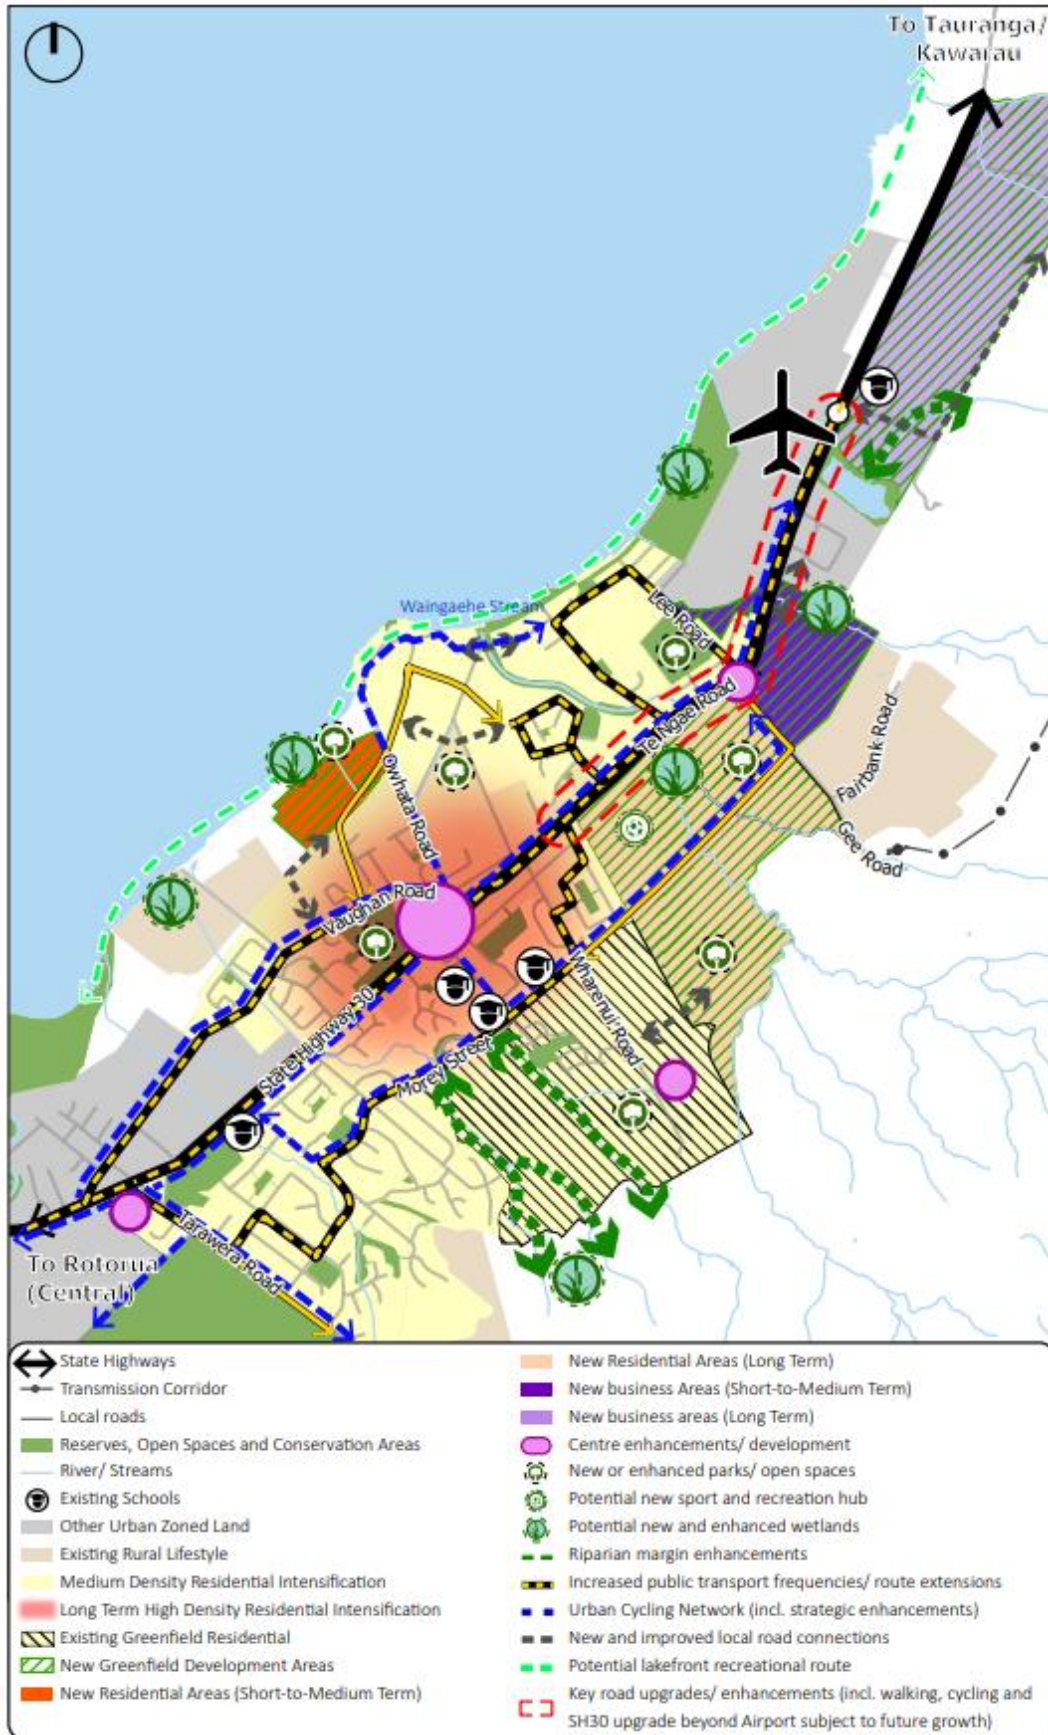 To Tauranga/
Kawarau
Waingaehe Stream
Lee Road
Te Ngae Road
Fairbank Road
Gee Road
Owhata Road
Vaughan Road
Wharenui Road
State Highway 30
Morey Street
Tarawera Road
To Rotorua
(Central)
State Highways
Transmission Corridor
Local roads
Reserves, Open Spaces and Conservation Areas
River/ Streams
Existing Schools
Other Urban Zoned Land
Existing Rural Lifestyle
Medium Density Residential Intensification
Long Term High Density Residential Intensification
Existing Greenfield Residential
New Greenfield Development Areas
New Residential Areas (Short-to-Medium Term)
New Residential Areas (Long Term)
New business Areas (Short-to-Medium Term)
New business areas (Long Term)
Centre enhancements/ development
New or enhanced parks/ open spaces
Potential new sport and recreation hub
Potential new and enhanced wetlands
Riparian margin enhancements
Increased public transport frequencies/ route extensions
Urban Cycling Network (incl. strategic enhancements)
New and improved local road connections
Potential lakefront recreational route
Key road upgrades/ enhancements (incl. walking, cycling and
SH30 upgrade beyond Airport subject to future growth)